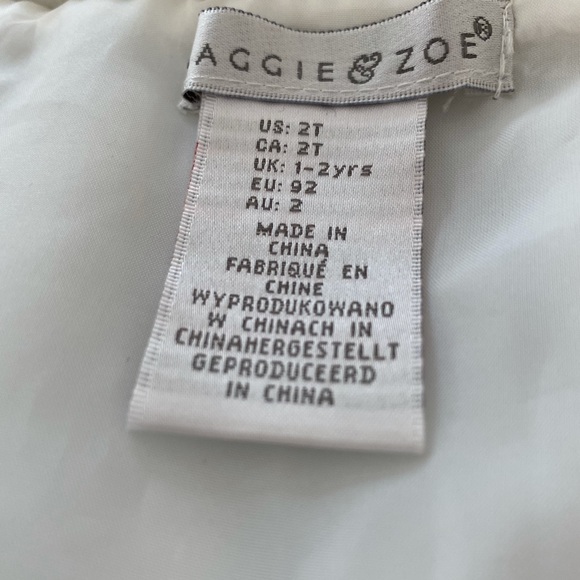 AGGIE & ZOE®
US: 2T
CA: 2T
UK: 1-2yrs
EU: 92
AU: 2
MADE IN
CHINA
FABRIQUÉ EN
CHINE
WYPRODUKOWANO
W CHINACH IN
CHINAHERGESTELLT
GEPRODUCEERD
IN CHINA